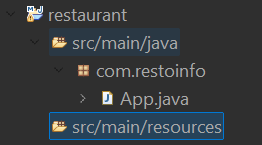 restaurant
src/main/java
com.restoinfo
App.java
src/main/resources